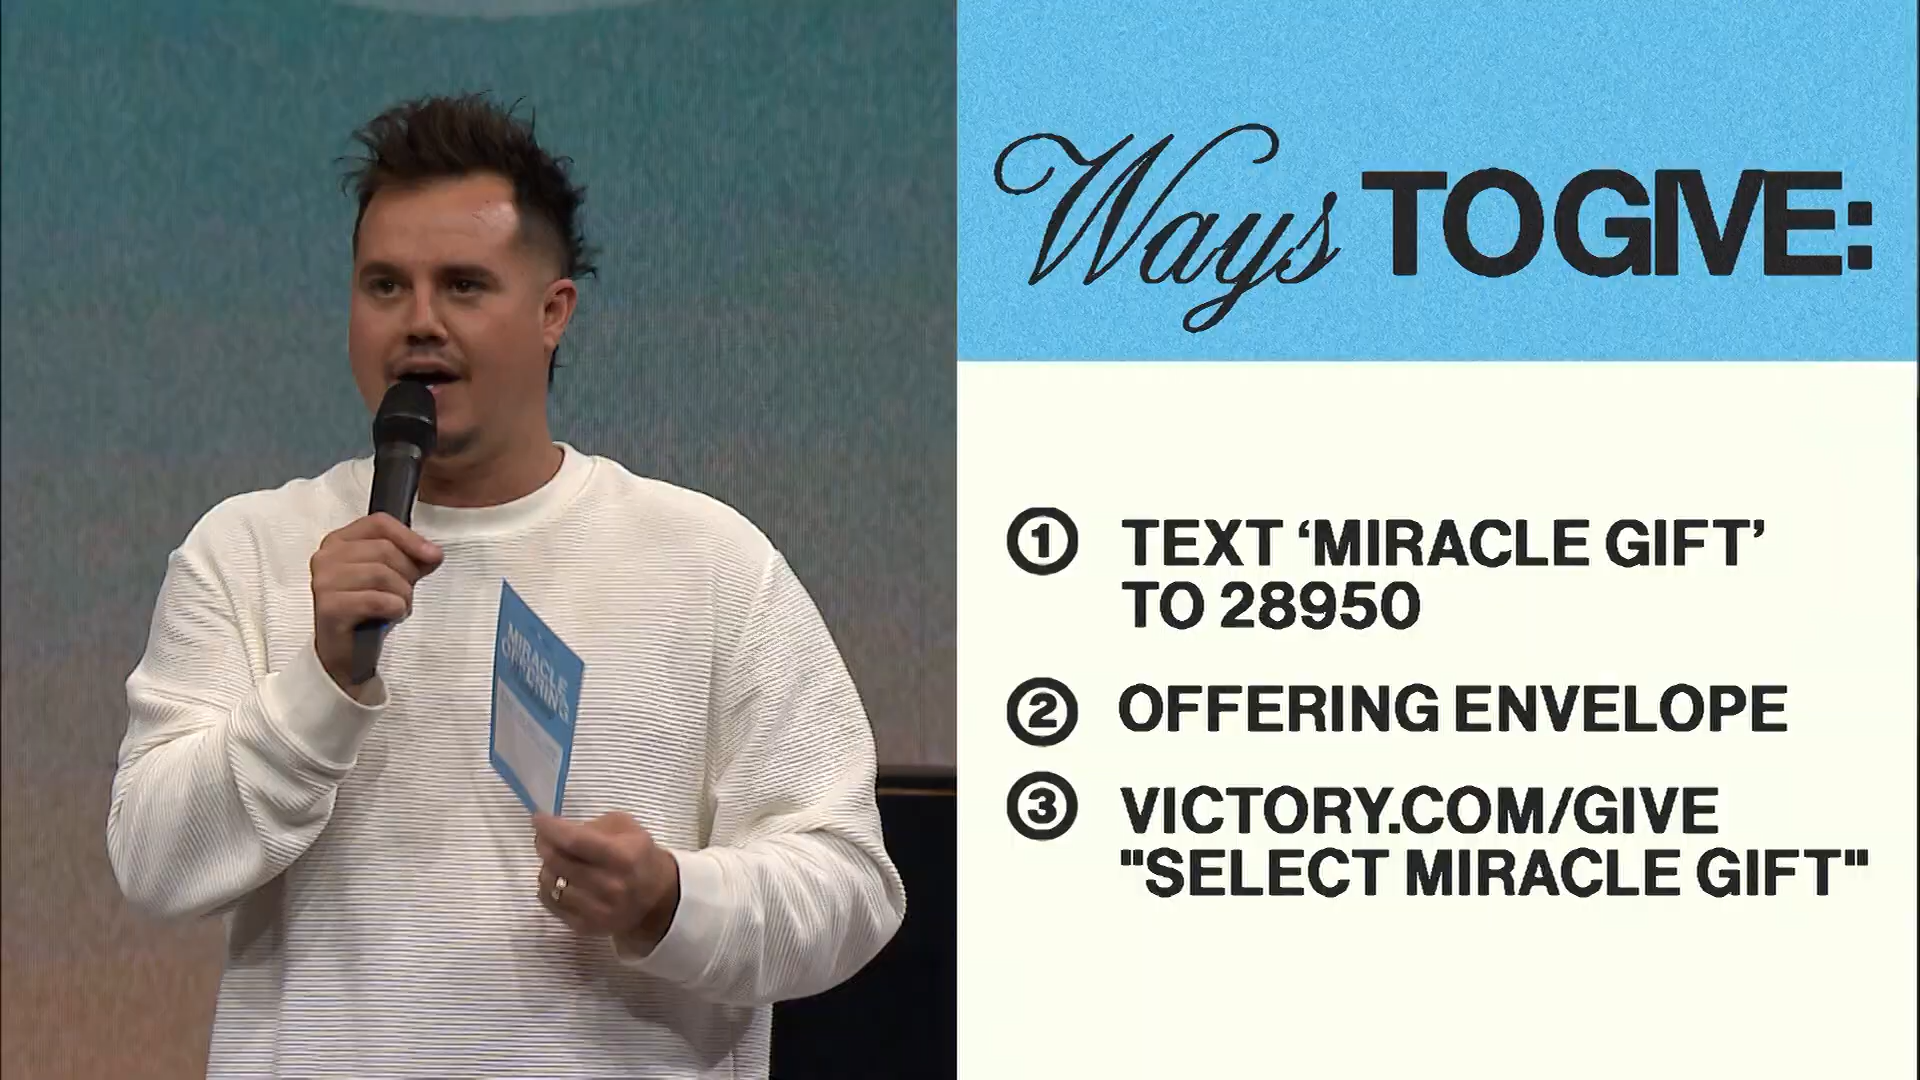 Ways TO GIVE:
1 TEXT ‘MIRACLE GIFT’
TO 28950
2 OFFERING ENVELOPE
3 VICTORY.COM/GIVE
"SELECT MIRACLE GIFT"
MIRACLE
OFFERING